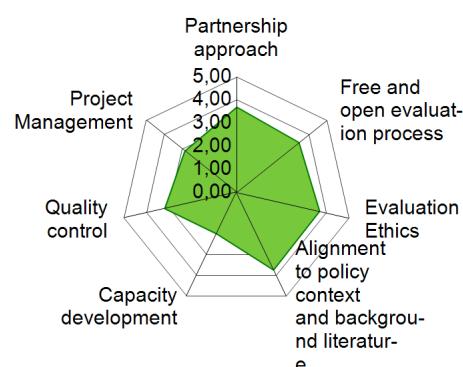 Partnership
approach
5,00
4,00
3,00
2,00
1,00
0,00
Free and
open evaluat-
ion process
Evaluation
Ethics
Alignment
to policy
context
and backgrou-
nd literatur-
e
Capacity
development
Quality
control
Project
Management